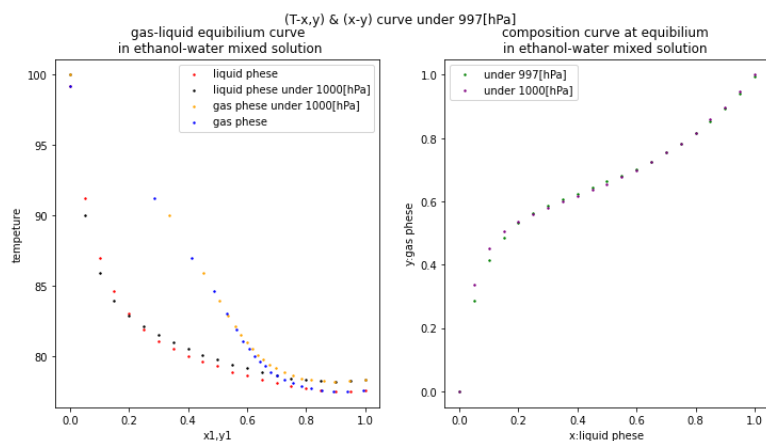 (T-x,y) & (x-y) curve under 997[hPa]
gas-liquid equibilium curve
in ethanol-water mixed solution
liquid phese
liquid phese under 1000[hPa]
gas phese under 1000[hPa]
gas phese
tempeture
100
95
90
85
80
0.0 0.2 0.4 0.6 0.8 1.0
x1,y1
composition curve at equibilium
in ethanol-water mixed solution
under 997[hPa]
under 1000[hPa]
y:gas phese
1.0
0.8
0.6
0.4
0.2
0.0
0.0 0.2 0.4 0.6 0.8 1.0
x:liquid phese